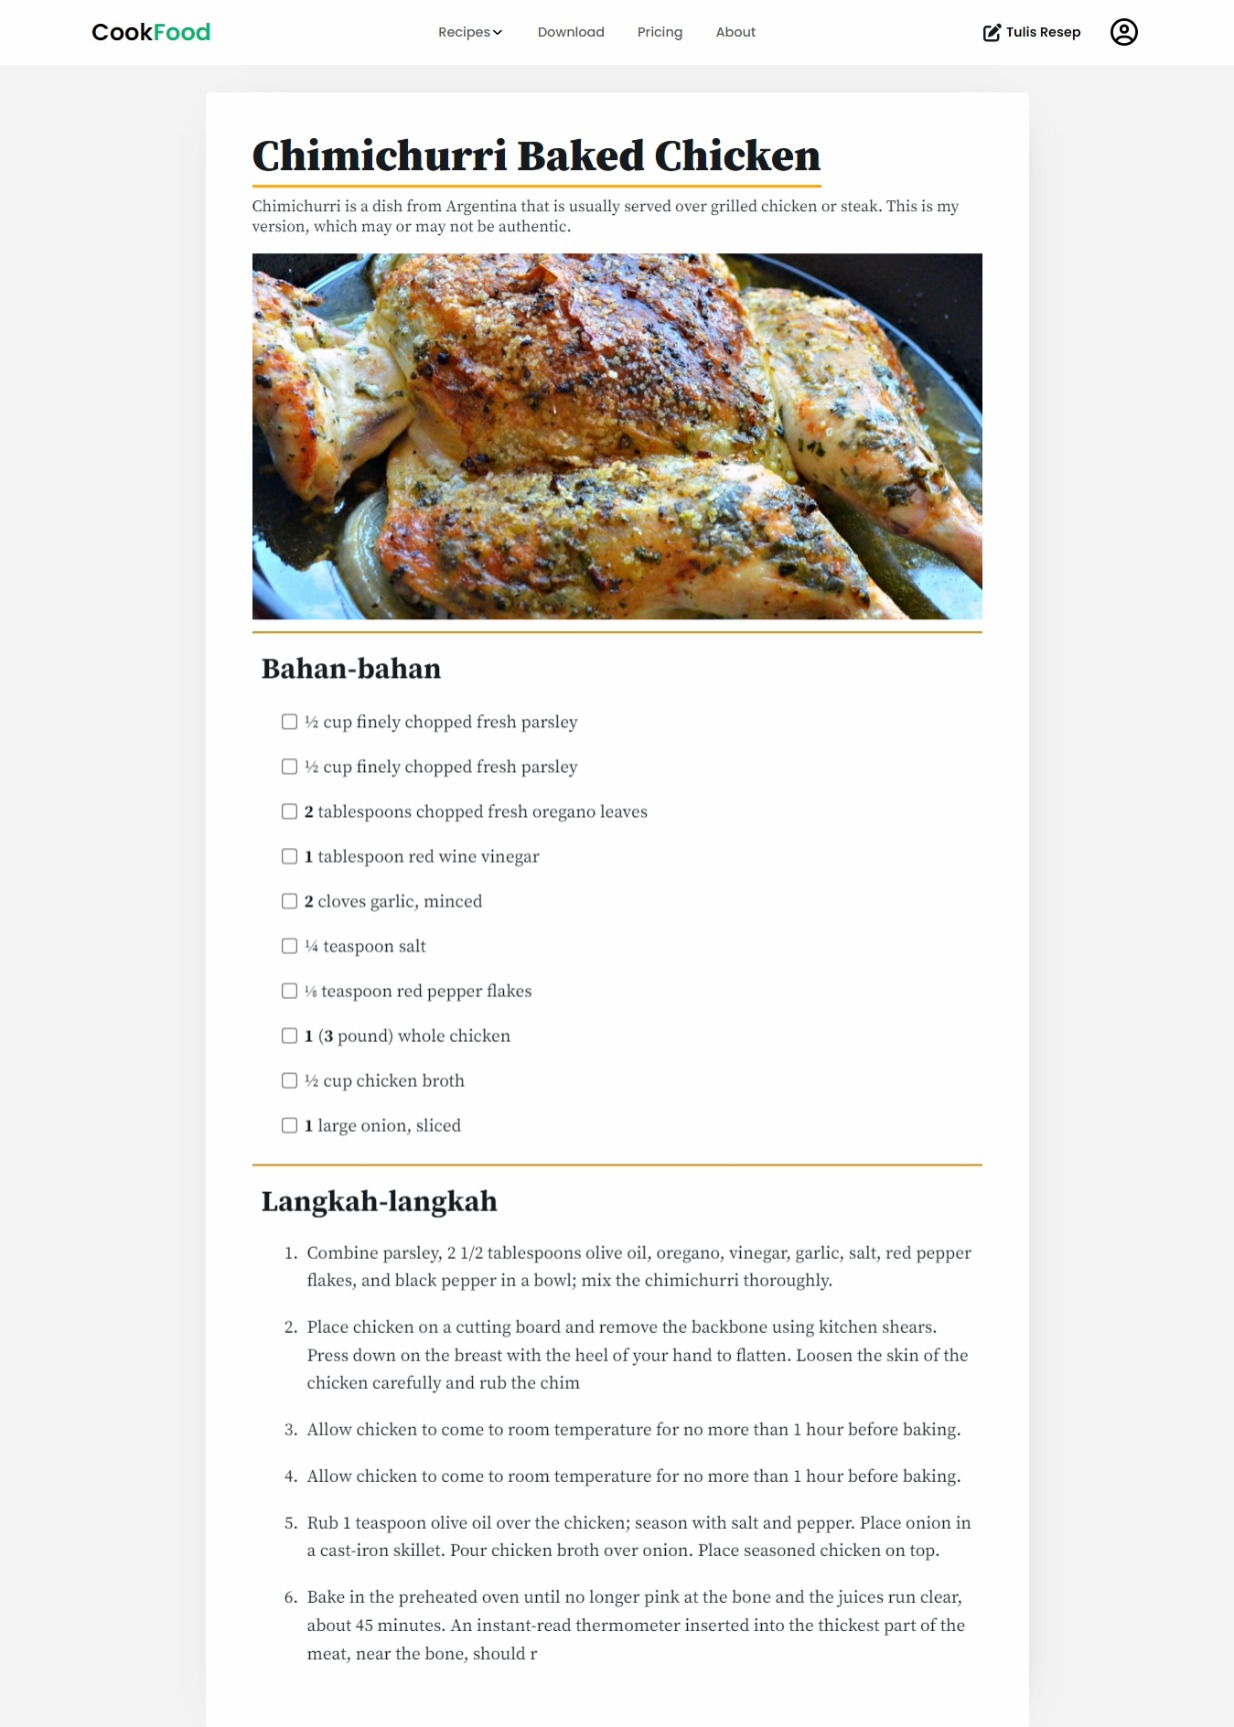 CookFood
Recipes
Download
Pricing
About
Tulis Resep
Chimichurri Baked Chicken
Chimichurri is a dish from Argentina that is usually served over grilled chicken or steak. This is my
version, which may or may not be authentic.
Bahan-bahan
½ cup finely chopped fresh parsley
½ cup finely chopped fresh parsley
2 tablespoons chopped fresh oregano leaves
1 tablespoon red wine vinegar
2 cloves garlic, minced
¼ teaspoon salt
⅛ teaspoon red pepper flakes
1 (3 pound) whole chicken
½ cup chicken broth
1 large onion, sliced
Langkah-langkah
1. Combine parsley, 2 1/2 tablespoons olive oil, oregano, vinegar, garlic, salt, red pepper
flakes, and black pepper in a bowl; mix the chimichurri thoroughly.
2. Place chicken on a cutting board and remove the backbone using kitchen shears.
Press down on the breast with the heel of your hand to flatten. Loosen the skin of the
chicken carefully and rub the chim
3. Allow chicken to come to room temperature for no more than 1 hour before baking.
4. Allow chicken to come to room temperature for no more than 1 hour before baking.
5. Rub 1 teaspoon olive oil over the chicken; season with salt and pepper. Place onion in
a cast-iron skillet. Pour chicken broth over onion. Place seasoned chicken on top.
6. Bake in the preheated oven until no longer pink at the bone and the juices run clear,
about 45 minutes. An instant-read thermometer inserted into the thickest part of the
meat, near the bone, should r